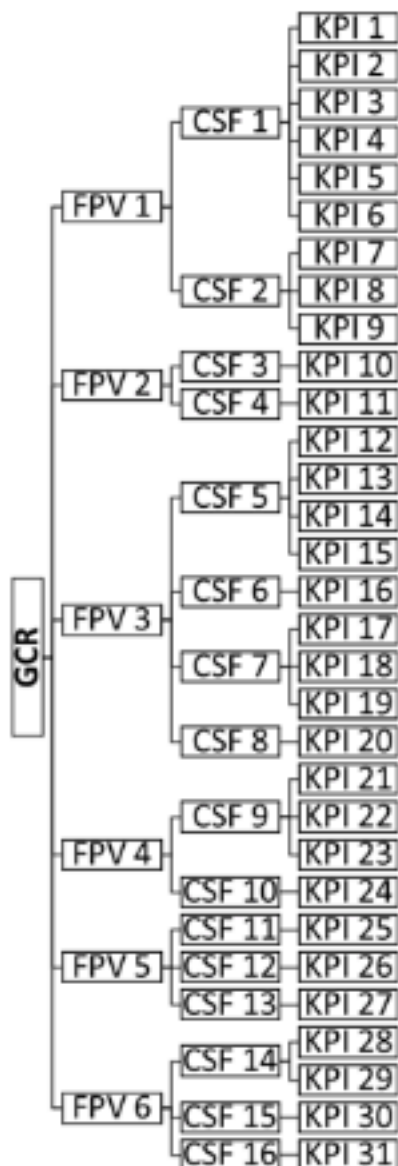 GCR
FPV 1
CSF 1
KPI 1
KPI 2
KPI 3
KPI 4
KPI 5
KPI 6
CSF 2
KPI 7
KPI 8
KPI 9
FPV 2
CSF 3
KPI 10
CSF 4
KPI 11
FPV 3
CSF 5
KPI 12
KPI 13
KPI 14
KPI 15
CSF 6
KPI 16
CSF 7
KPI 17
KPI 18
KPI 19
CSF 8
KPI 20
FPV 4
CSF 9
KPI 21
KPI 22
KPI 23
CSF 10
KPI 24
FPV 5
CSF 11
KPI 25
CSF 12
KPI 26
CSF 13
KPI 27
FPV 6
CSF 14
KPI 28
KPI 29
CSF 15
KPI 30
CSF 16
KPI 31